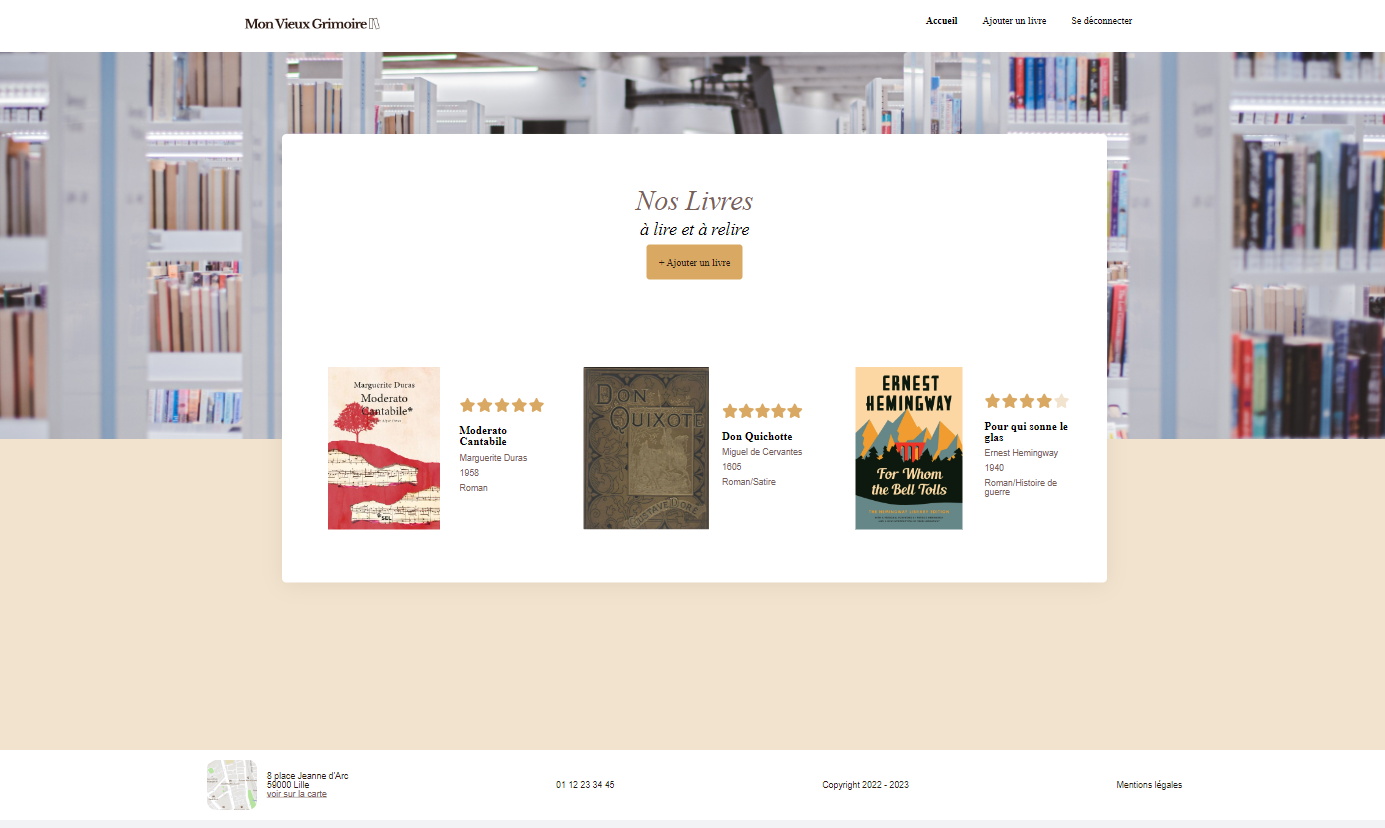 Mon Vieux Grimoire
Accueil
Ajouter un livre
Se déconnecter
Nos Livres
à lire et à relire
+ Ajouter un livre
Marguerite Duras
Moderato
Cantabile*
Moderato
Cantabile
Marguerite Duras
1958
Roman
DON
QUIXOTE
GUSTAVE DORÉ
Don Quichotte
Miguel de Cervantes
1605
Roman/Satire
ERNEST
HEMINGWAY
For Whom
the Bell Tolls
THE HEMINGWAY LIBRARY EDITION
Pour qui sonne le
glas
Ernest Hemingway
1940
Roman/Histoire de
guerre
8 place Jeanne d'Arc
59000 Lille
voir sur la carte
01 12 23 34 45
Copyright 2022 - 2023
Mentions légales